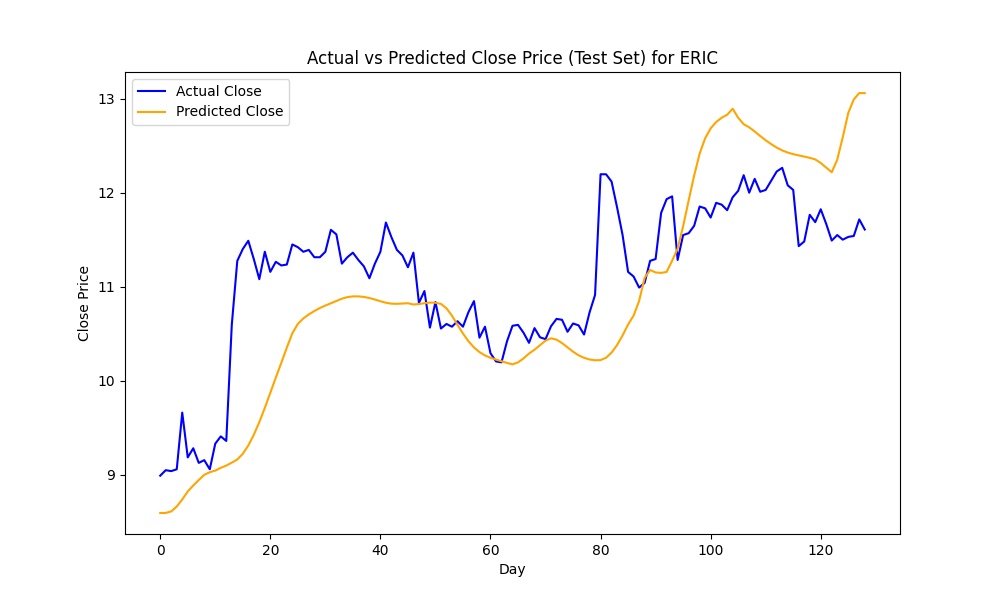 Actual vs Predicted Close Price (Test Set) for ERIC
Actual Close
Predicted Close
13
12
11
10
9
Close Price
0 20 40 60 80 100 120
Day